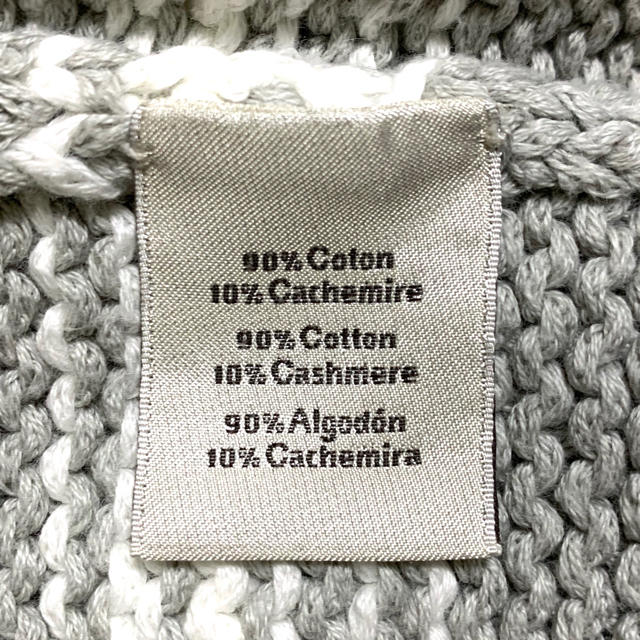 90% Coton
10% Cachemire
90% Cotton
10% Cashmere
90% Algodón
10% Cachemira